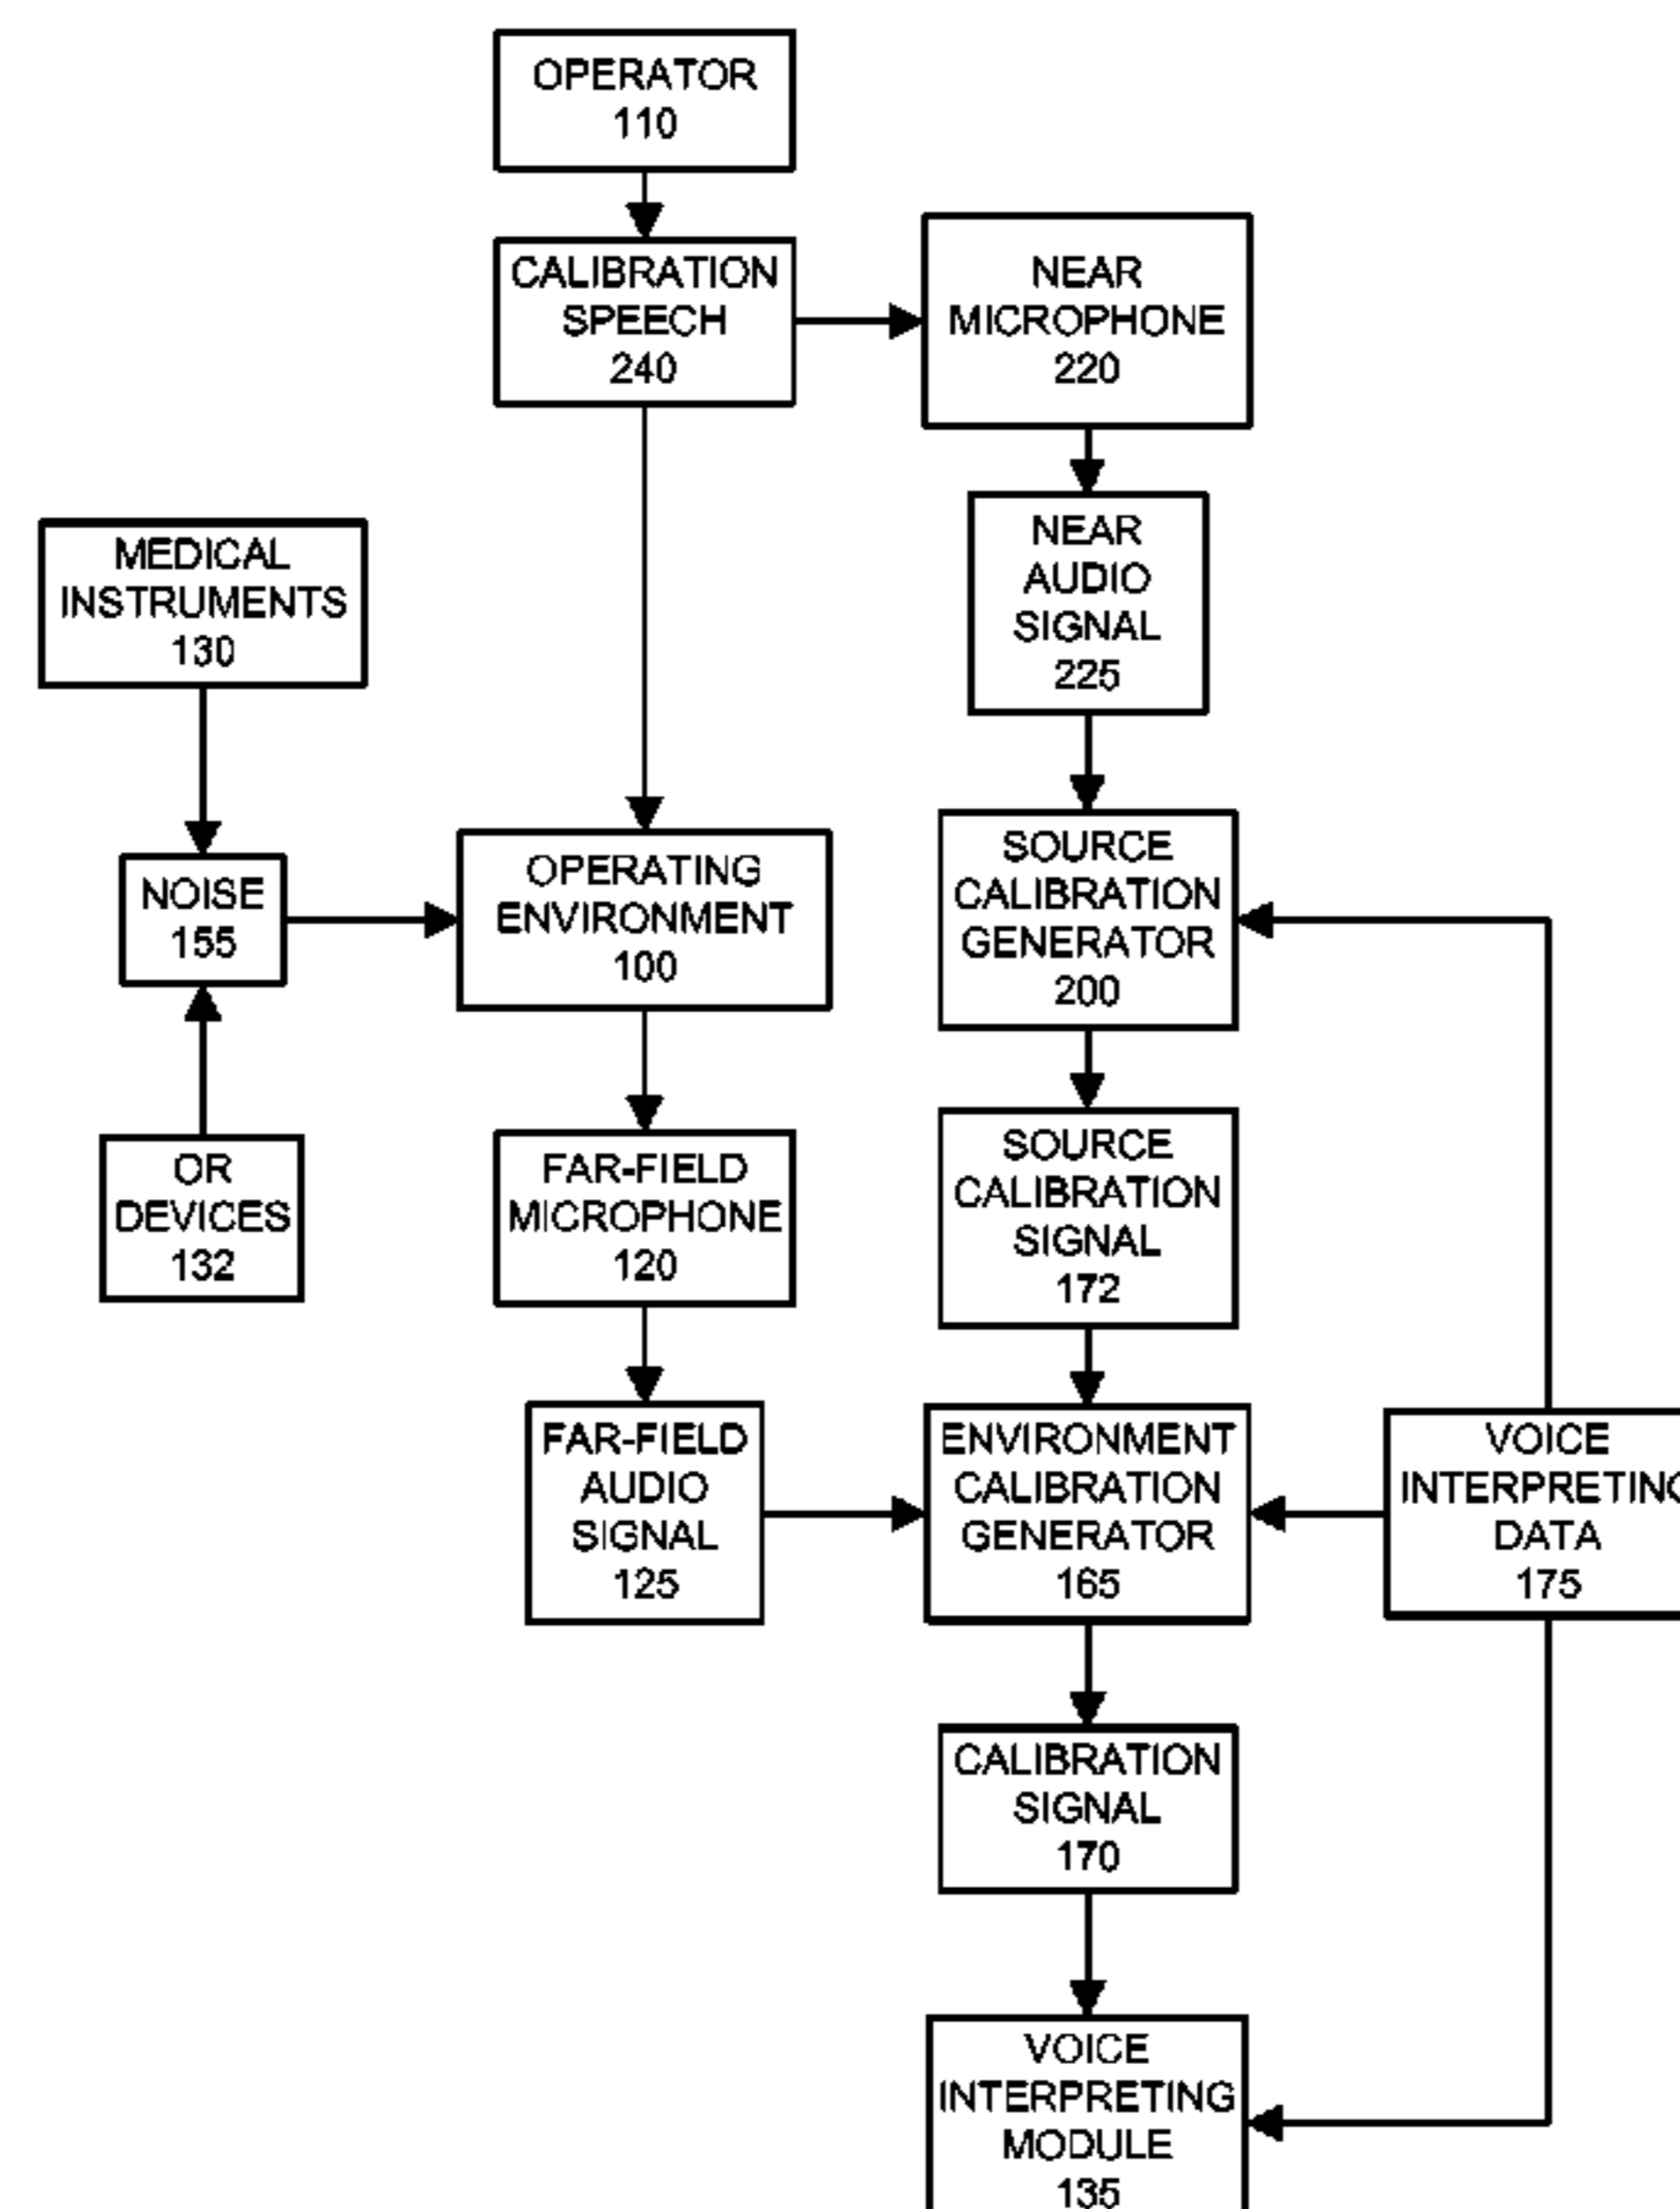 OPERATOR
110
CALIBRATION
SPEECH
240
NEAR
MICROPHONE
220
NEAR
AUDIO
SIGNAL
225
MEDICAL
INSTRUMENTS
130
NOISE
155
OPERATING
ENVIRONMENT
100
SOURCE
CALIBRATION
GENERATOR
200
OR
DEVICES
132
FAR-FIELD
MICROPHONE
120
SOURCE
CALIBRATION
SIGNAL
172
FAR-FIELD
AUDIO
SIGNAL
125
ENVIRONMENT
CALIBRATION
GENERATOR
165
VOICE
INTERPRETING
DATA
175
CALIBRATION
SIGNAL
170
VOICE
INTERPRETING
MODULE
135